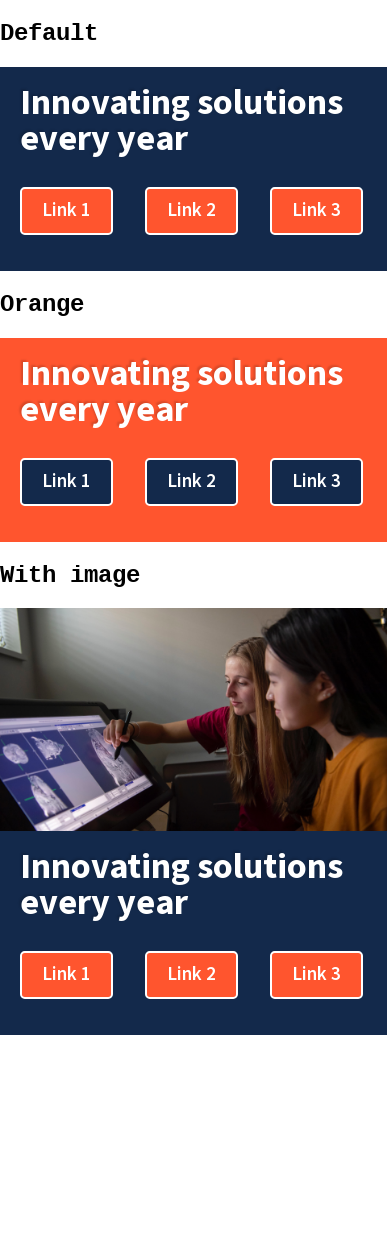 Default
Innovating solutions
every year
Link 1 Link 2 Link 3
Orange
Innovating solutions
every year
Link 1 Link 2 Link 3
With image
Innovating solutions
every year
Link 1 Link 2 Link 3